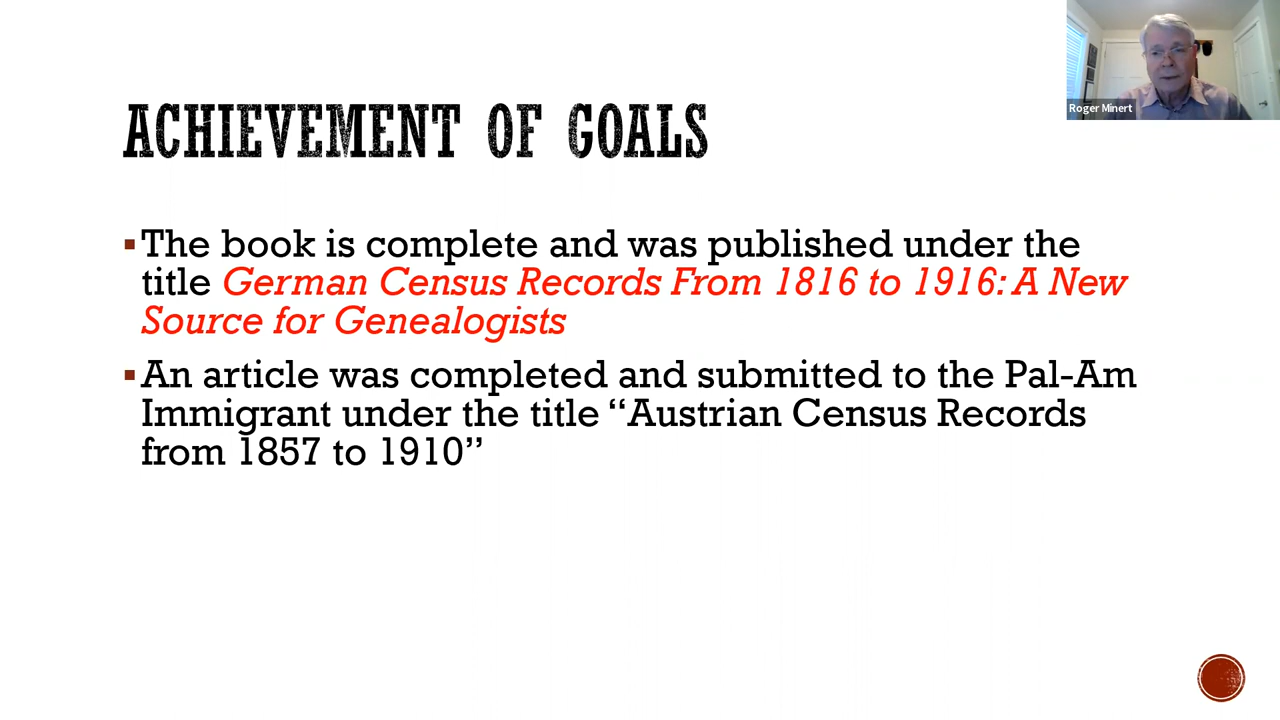 Roger Minert
ACHIEVEMENT OF GOALS
▪The book is complete and was published under the
title German Census Records From 1816 to 1916: A New
Source for Genealogists
▪An article was completed and submitted to the Pal-Am
Immigrant under the title “Austrian Census Records
from 1857 to 1910”